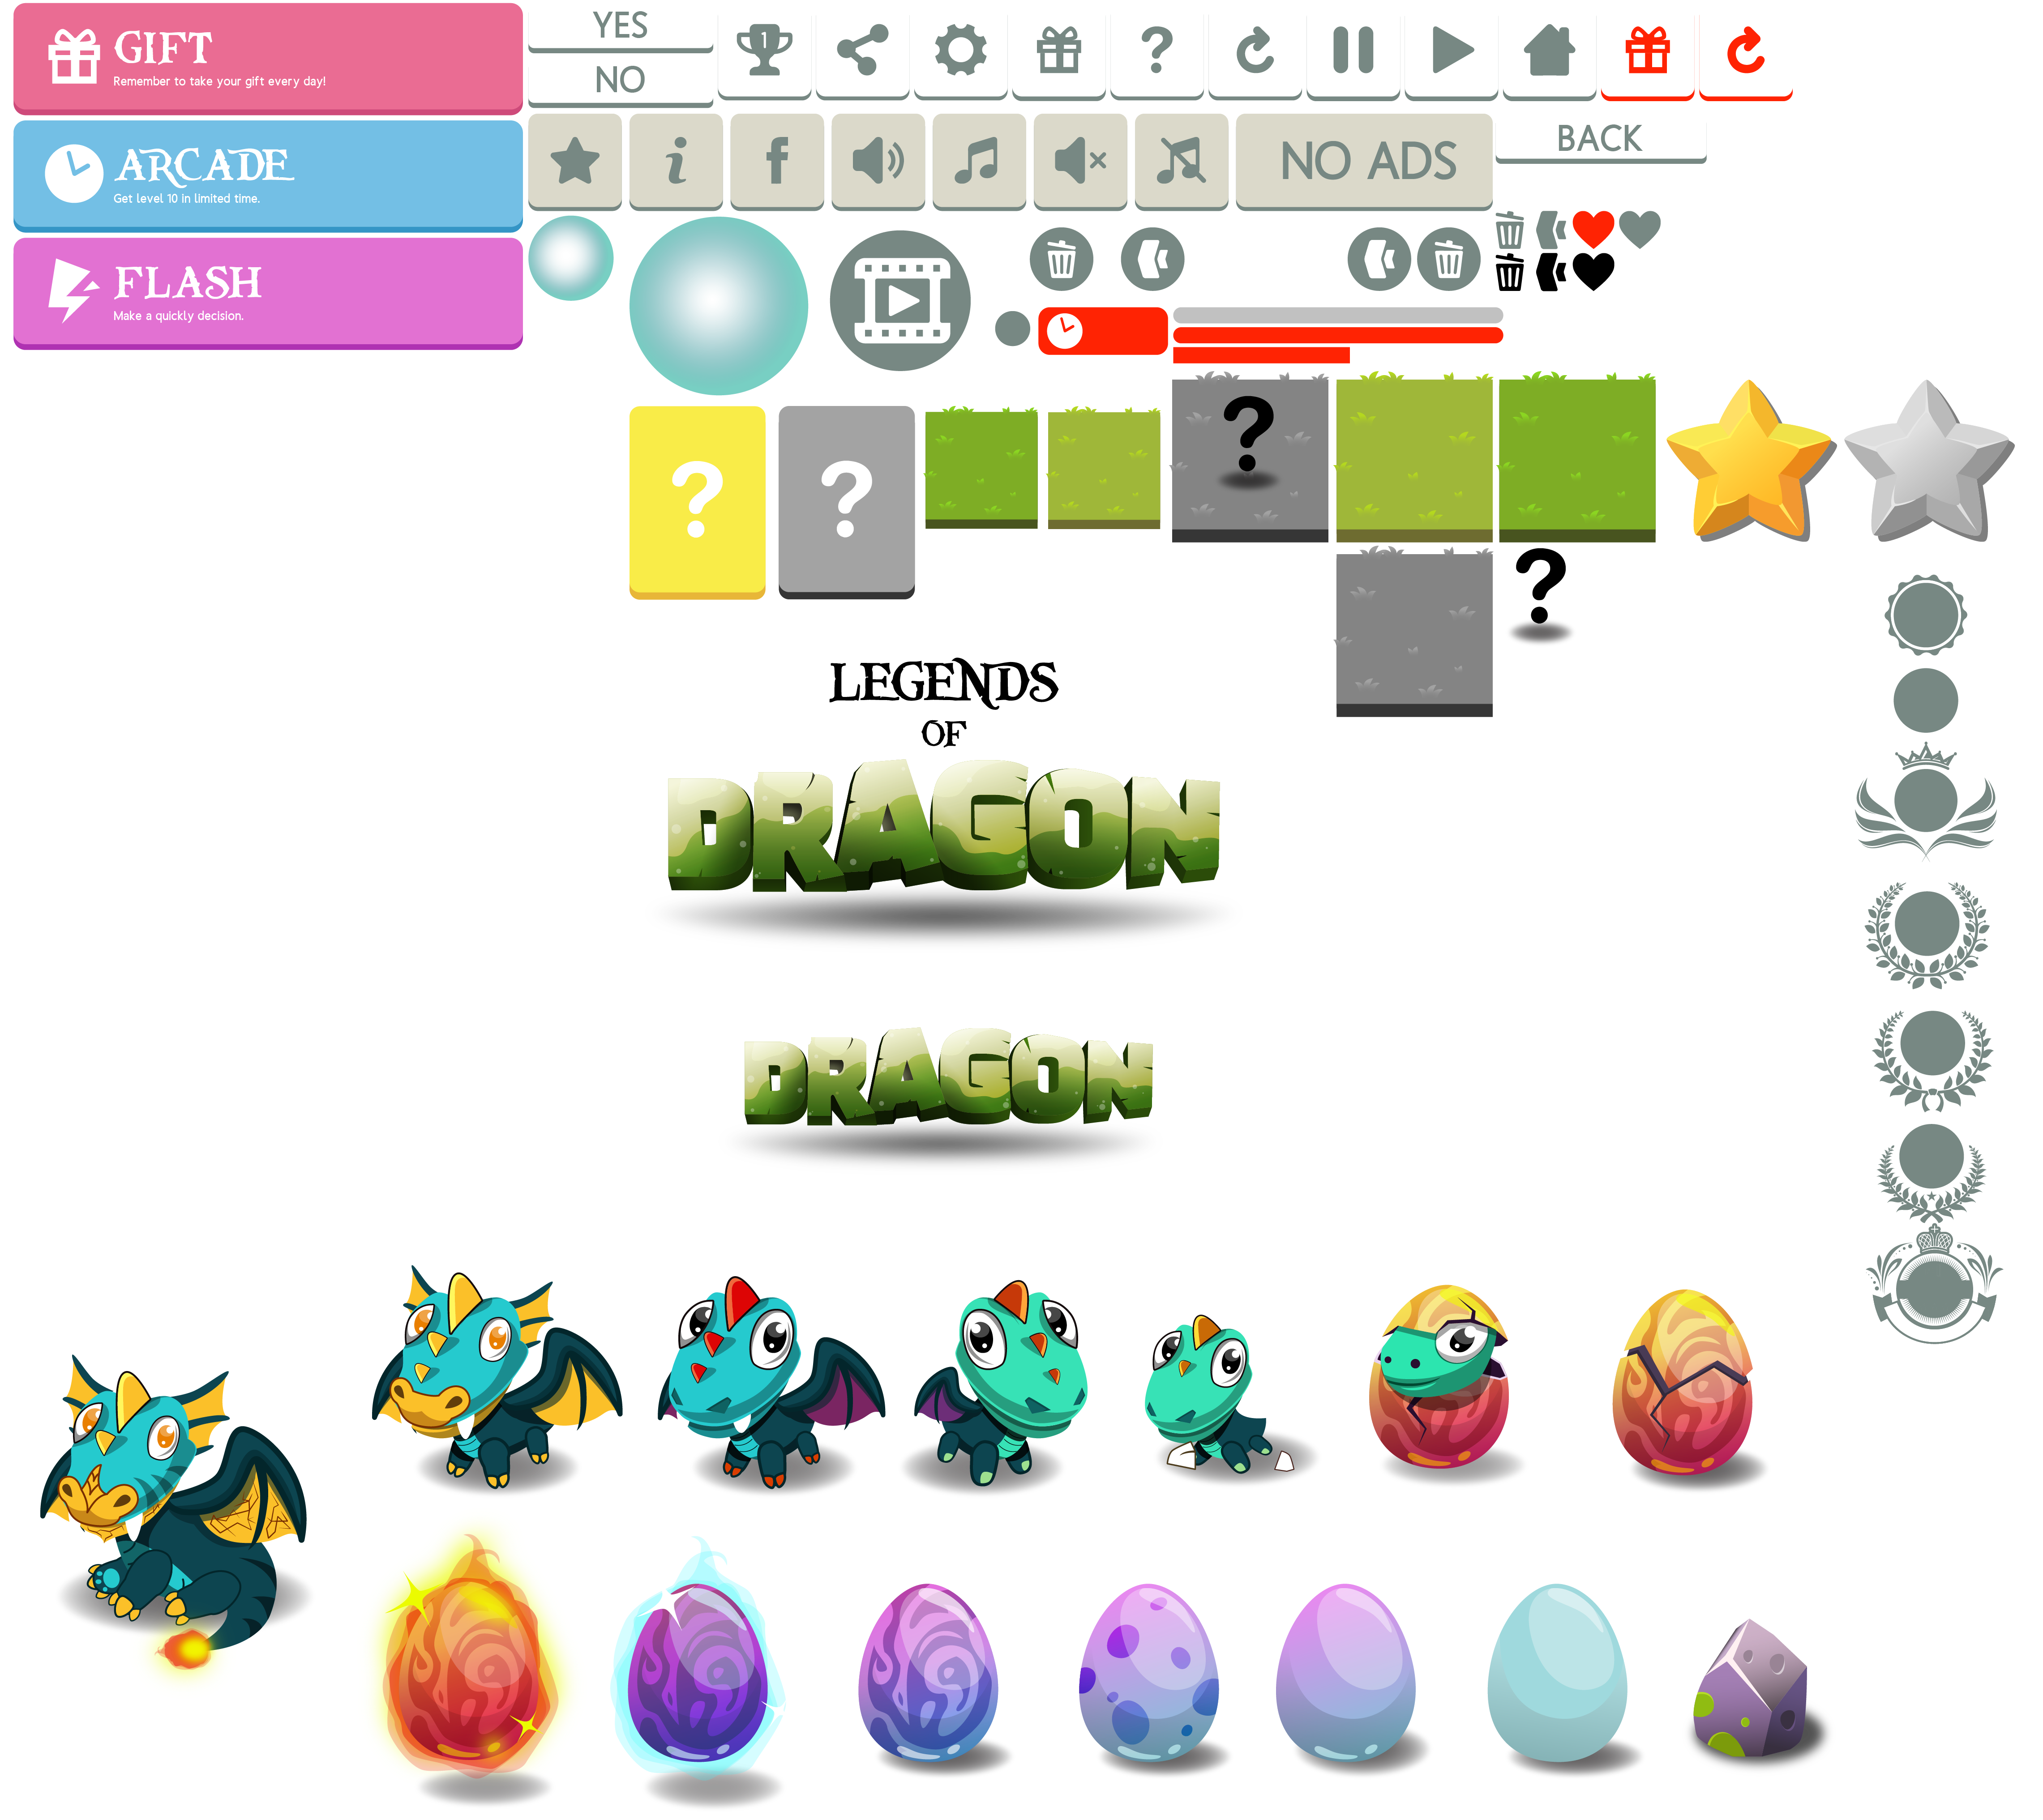 GIFT
Remember to take your gift every day!
YES
NO
1
?
ARCADE
Get level 10 in limited time.
i
f
NO ADS
BACK
FLASH
Make a quickly decision.
?
?
?
?
LEGENDS
OF
DRAGON
DRAGON